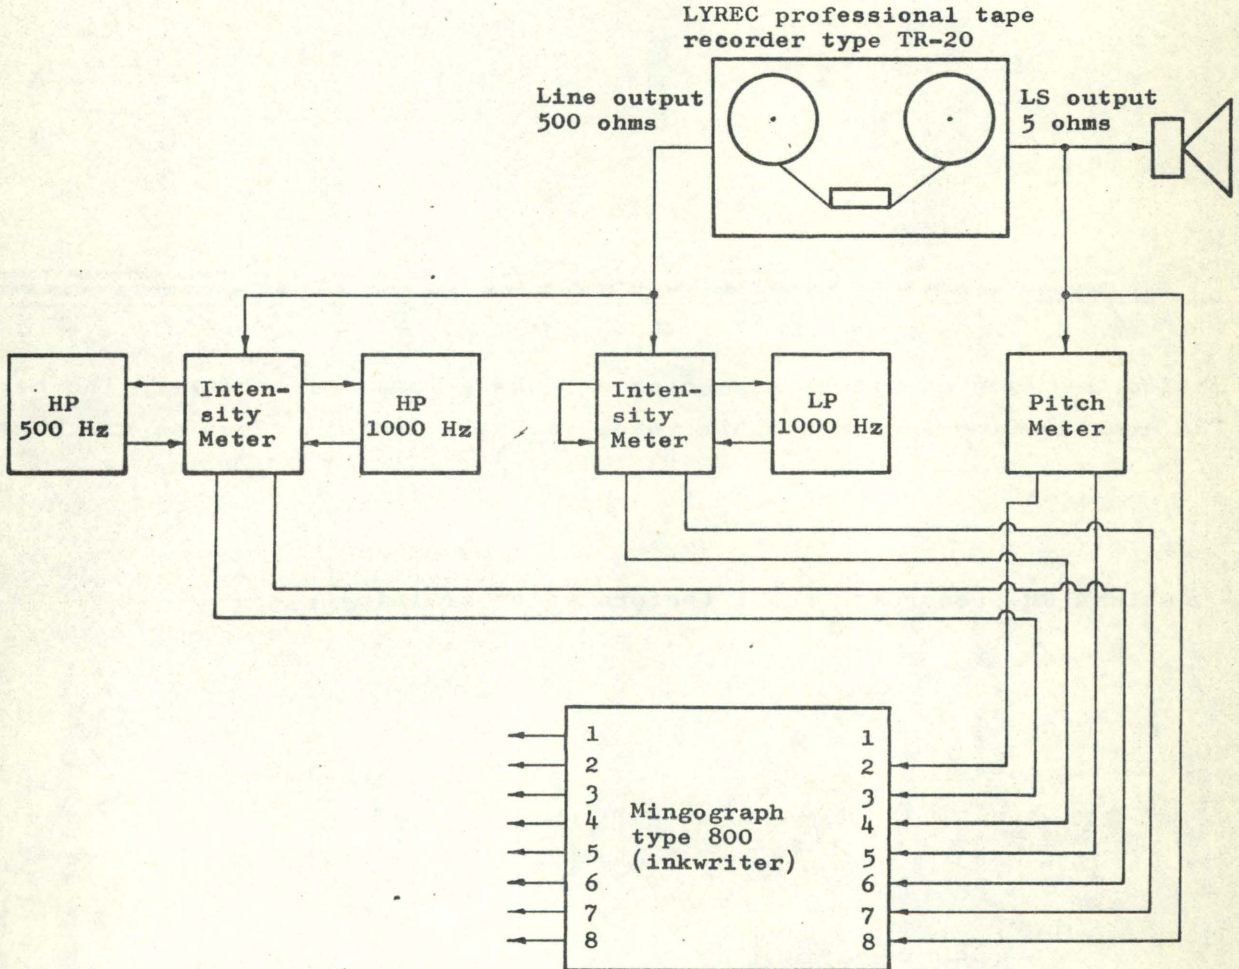 LYREC professional tape
recorder type TR-20
Line output
500 ohms
LS output
5 ohms
HP
500 Hz
Inten-
sity
Meter
HP
1000 Hz
Inten-
sity
Meter
LP
1000 Hz
Pitch
Meter
1
2
3
4
5
6
7
8
Mingograph
type 800
(inkwriter)
1
2
3
4
5
6
7
8